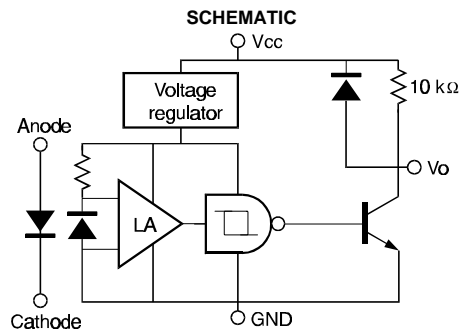 SCHEMATIC
Vcc
Voltage
regulator
10 kΩ
Anode
Vo
LA
Cathode
GND